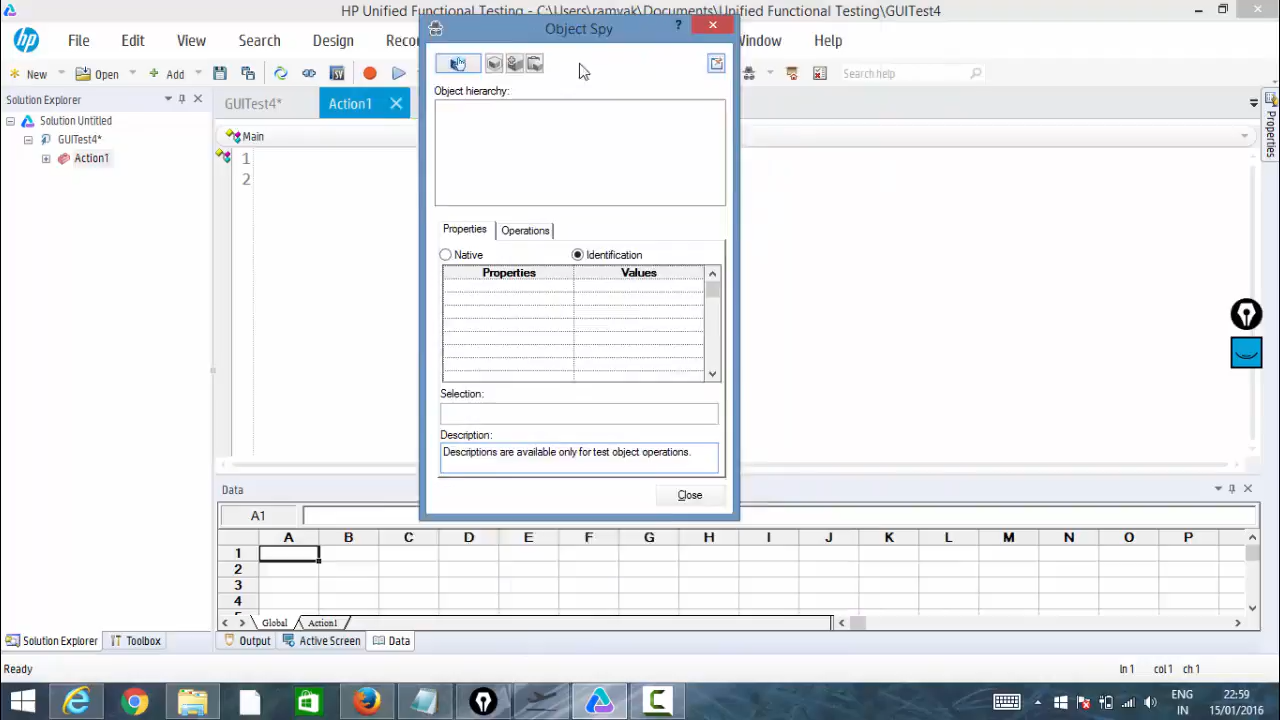 HP Unified Functional Testing - C:\Users\ramyak\Documents\Unified Functional Testing\GUITest4
Object Spy
?
hp
File Edit View Search Design Window Help
New Open Add
Search help
Solution Explorer
GUITest4*
Action1
Object hierarchy:
Properties
Solution Untitled
GUITest4*
Action1
Main
1
2
Properties
Operations
Native
Identification
Properties Values
Selection:
Description:
Descriptions are available only for test object operations.
Close
Data
A1
A B C D E F G H I J K L M N O P
1
2
3
4
Global Action1
Solution Explorer Toolbox Output Active Screen Data
Ready
ln 1 col 1 ch 1
ENG
IN
22:59
15/01/2016